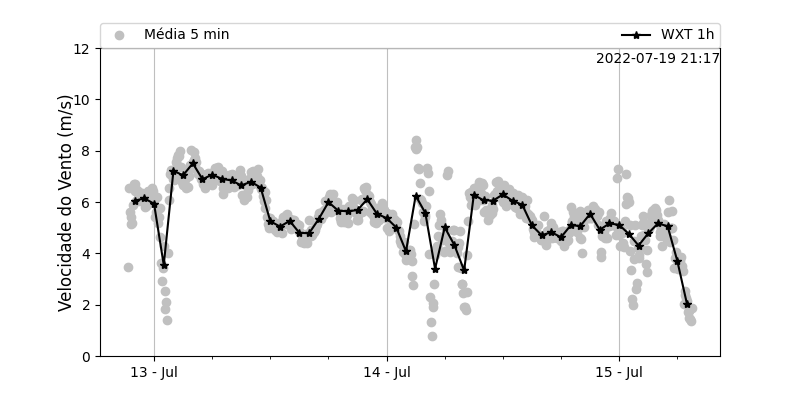 Média 5 min
WXT 1h
2022-07-19 21:17
Velocidade do Vento (m/s)
12
10
8
6
4
2
0
13 - Jul
14 - Jul
15 - Jul